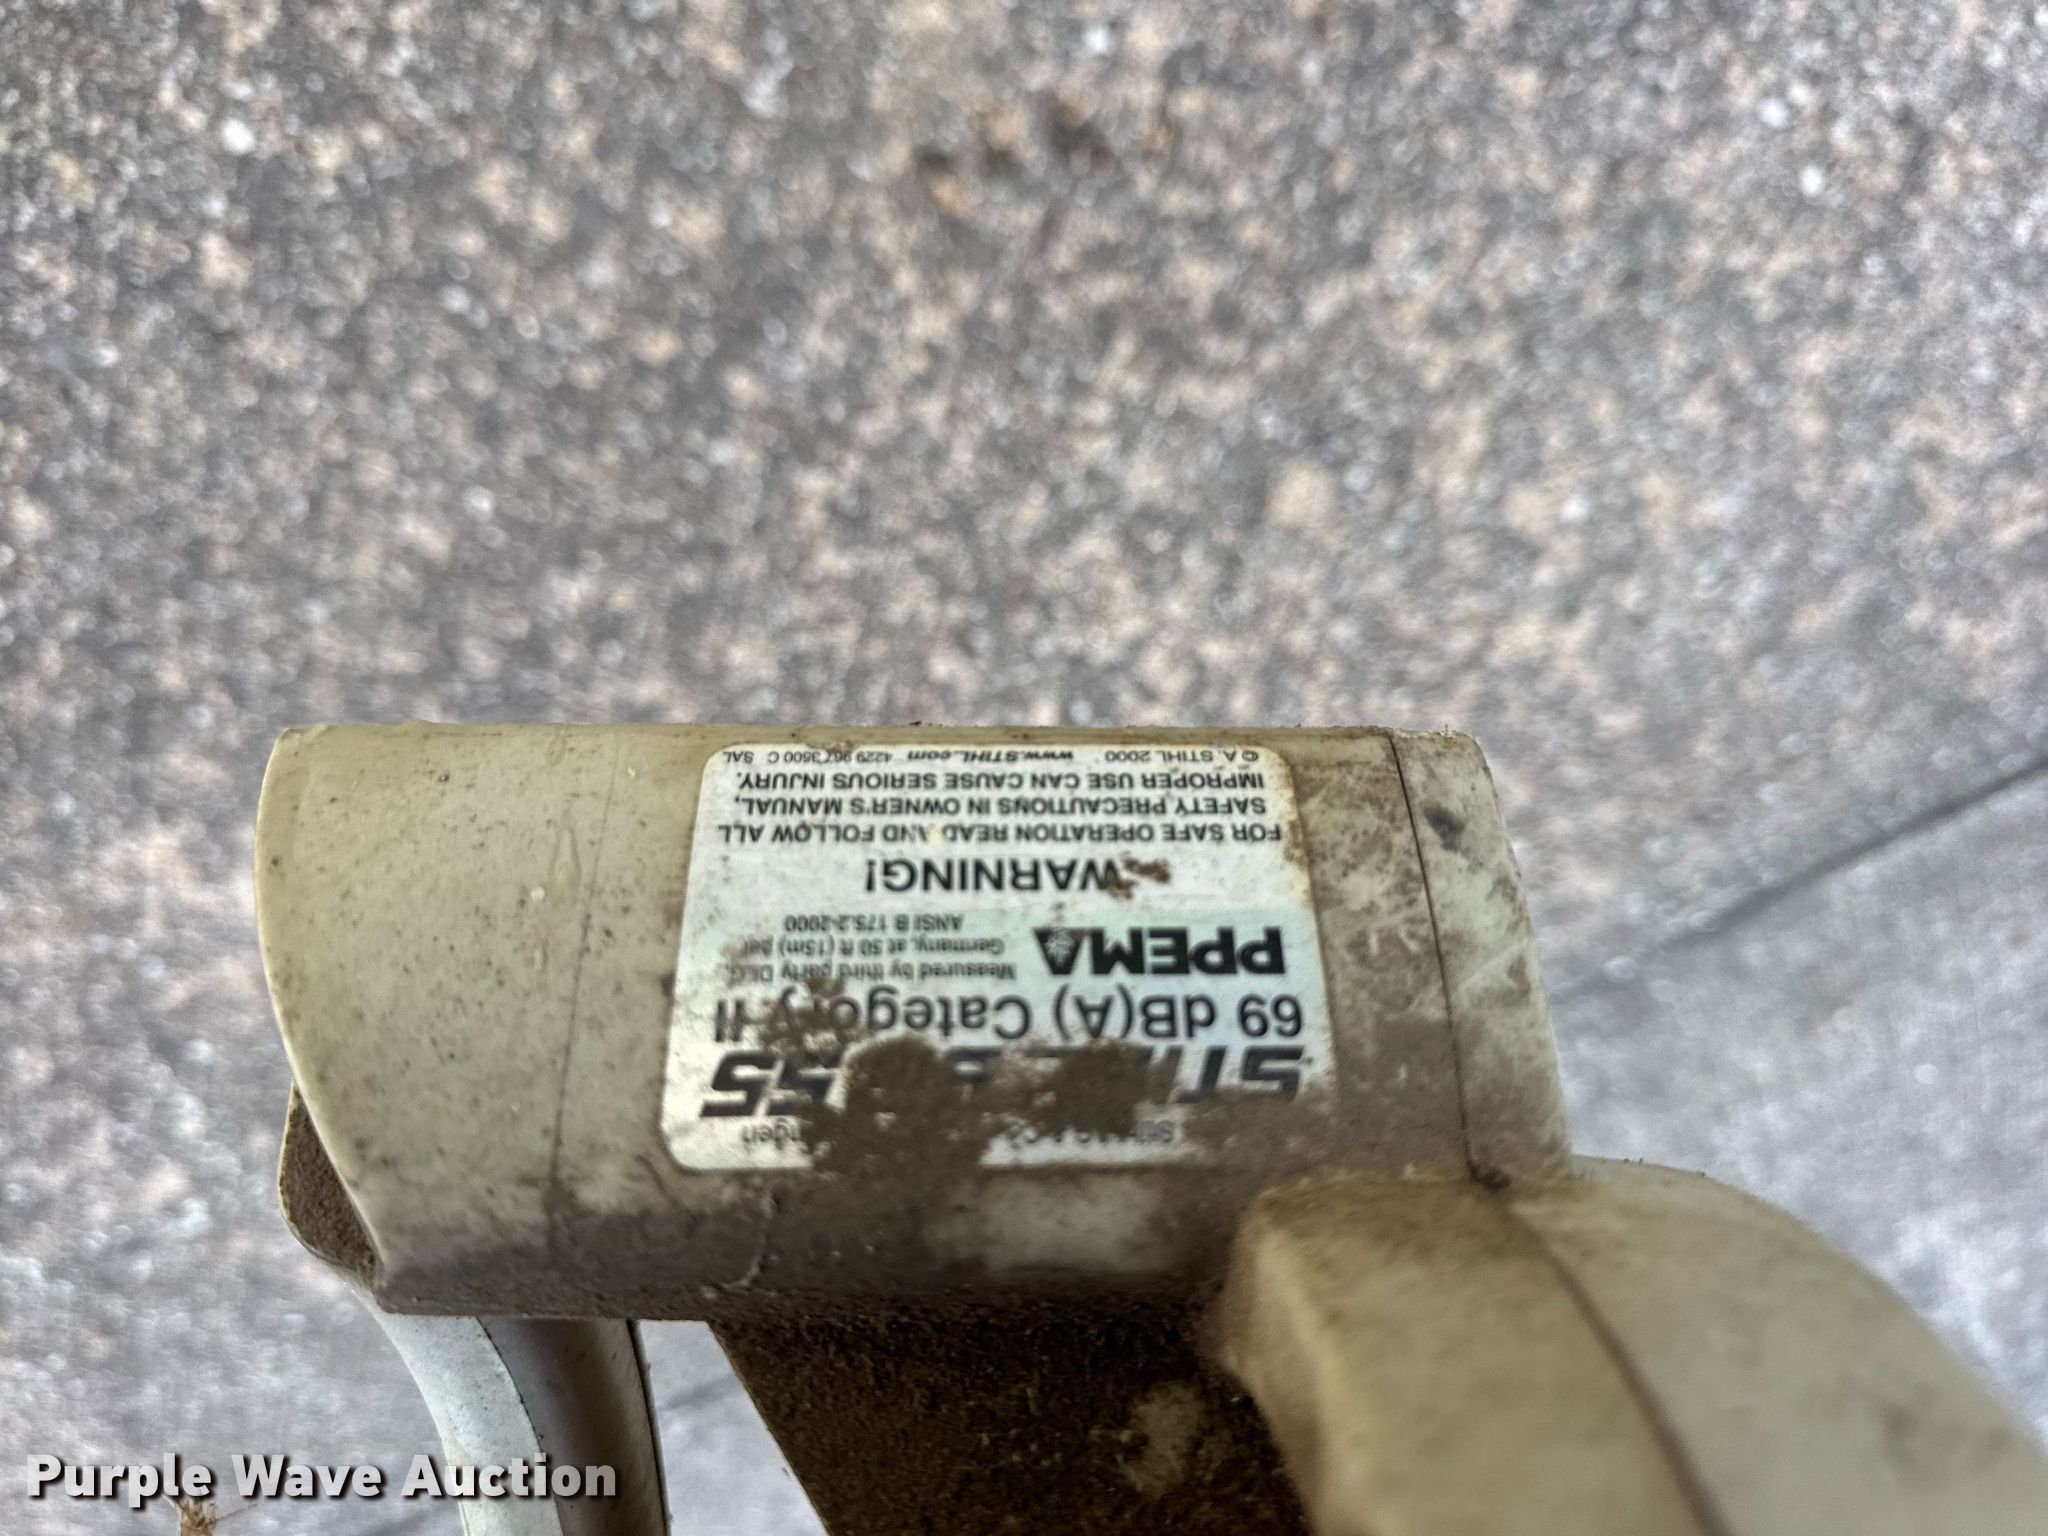 STIHL 55
69 dB(A) Category II
PPEMA
Measured by third party DLG,
Germany, at 50 ft (15m) per
ANSI B 175.2-2000
WARNING!
FOR SAFE OPERATION READ AND FOLLOW ALL
SAFETY PRECAUTIONS IN OWNER'S MANUAL,
IMPROPER USE CAN CAUSE SERIOUS INJURY.
© A. STIHL 2000 www.STIHL.com 4229 967 3500 C SAL
Purple Wave Auction